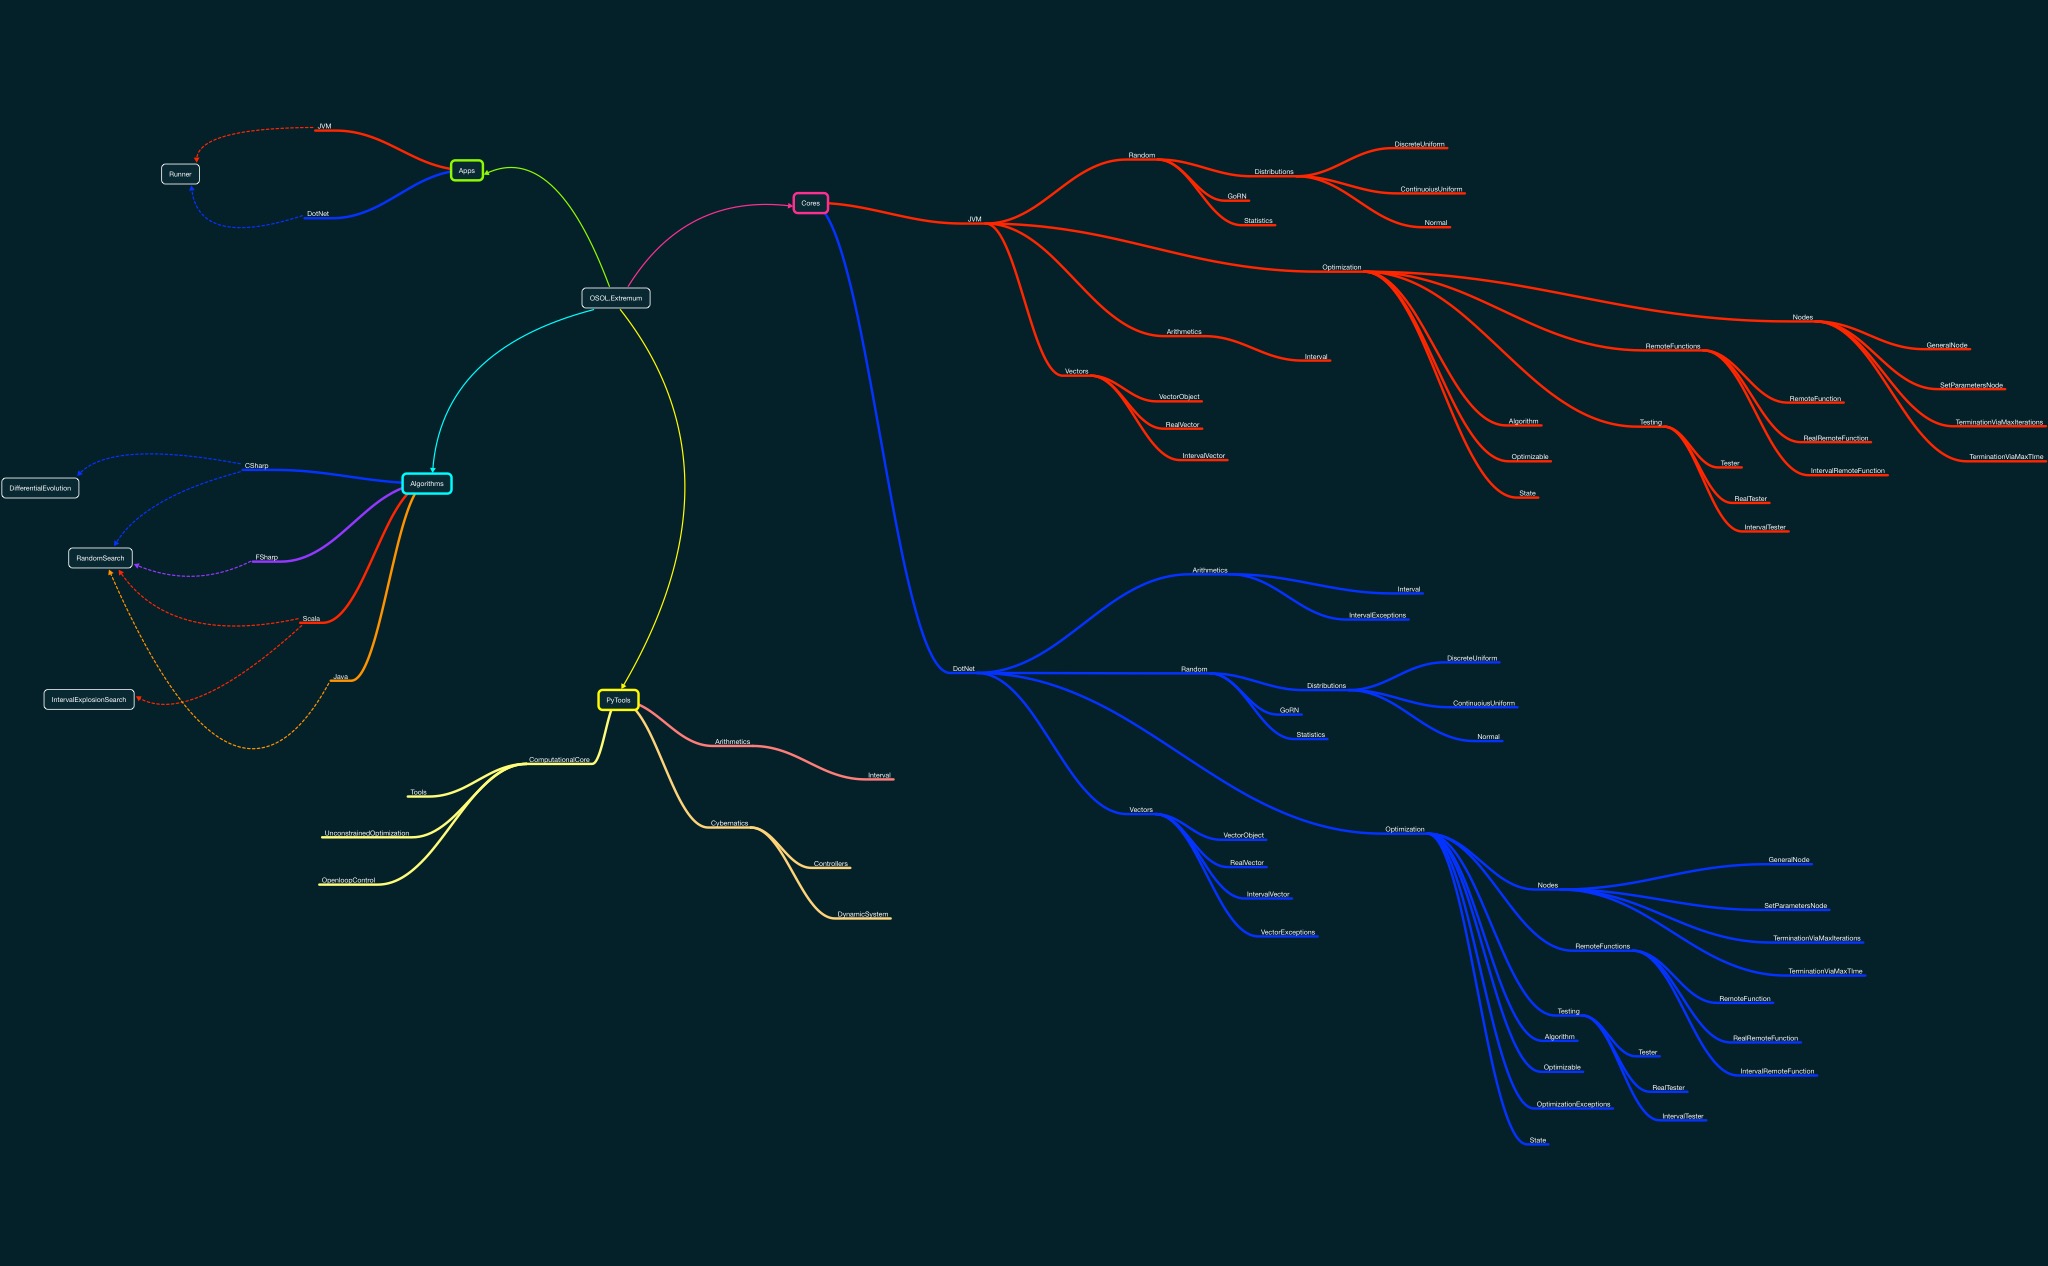 OSOL.Extremum
Apps
JVM
DotNet
Runner
Algorithms
CSharp
FSharp
Scala
Java
DifferentialEvolution
RandomSearch
IntervalExplosionSearch
PyTools
ComputationalCore
Tools
UnconstrainedOptimization
OpenloopControl
Arithmetics
Interval
Cybernatics
Controllers
DynamicSystem
Cores
JVM
Random
Distributions
DiscreteUniform
ContinuoiusUniform
Normal
GoRN
Statistics
Optimization
Nodes
GeneralNode
SetParametersNode
TerminationViaMaxIterations
TerminationViaMaxTIme
RemoteFunctions
RemoteFunction
RealRemoteFunction
IntervalRemoteFunction
Testing
Tester
RealTester
IntervalTester
Algorithm
Optimizable
State
Arithmetics
Interval
Vectors
VectorObject
RealVector
IntervalVector
DotNet
Arithmetics
Interval
IntervalExceptions
Random
Distributions
DiscreteUniform
ContinuoiusUniform
Normal
GoRN
Statistics
Optimization
Nodes
GeneralNode
SetParametersNode
TerminationViaMaxIterations
TerminationViaMaxTIme
RemoteFunctions
RemoteFunction
RealRemoteFunction
IntervalRemoteFunction
Testing
Tester
RealTester
IntervalTester
Algorithm
Optimizable
OptimizationExceptions
State
Vectors
VectorObject
RealVector
IntervalVector
VectorExceptions